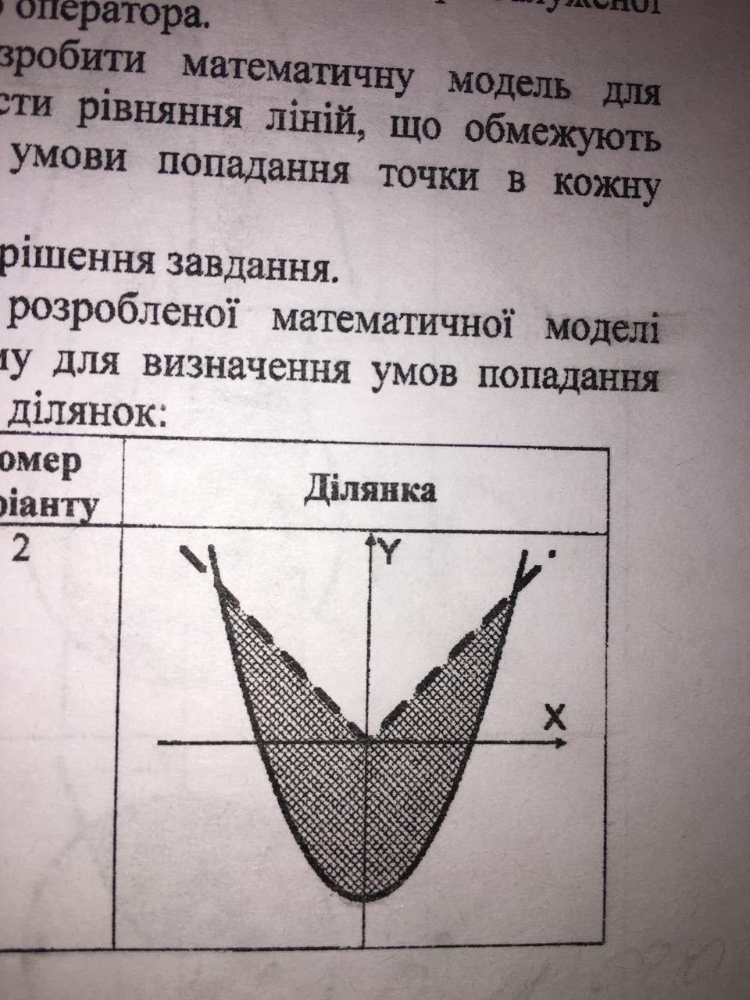 оператора.
зробити математичну модель для
сти рівняння ліній, що обмежують
умови попадання точки в кожну
рішення завдання.
розробленої математичної моделі
му для визначення умов попадання
ділянок:
омер
ріанту
Ділянка
2
Y
X